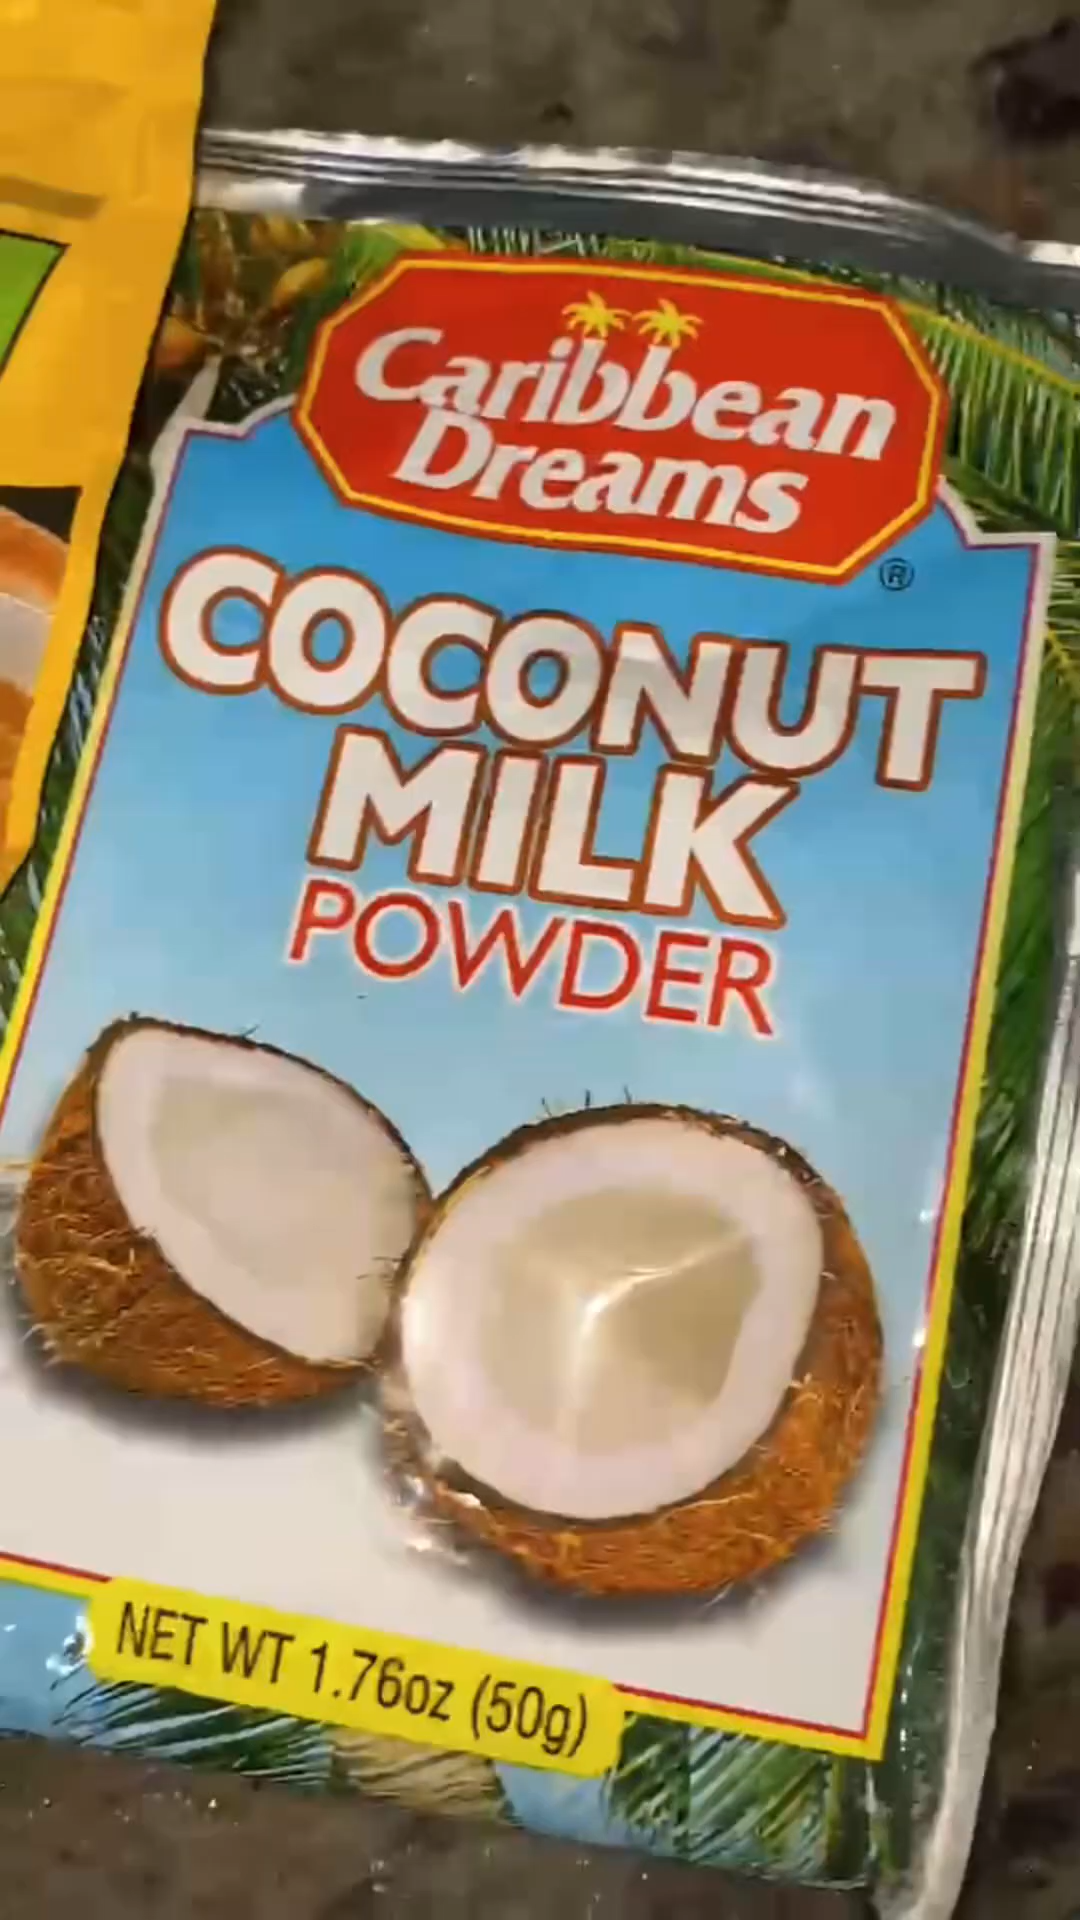 Caribbean
Dreams
®
COCONUT
MILK
POWDER
NET WT 1.76oz (50g)